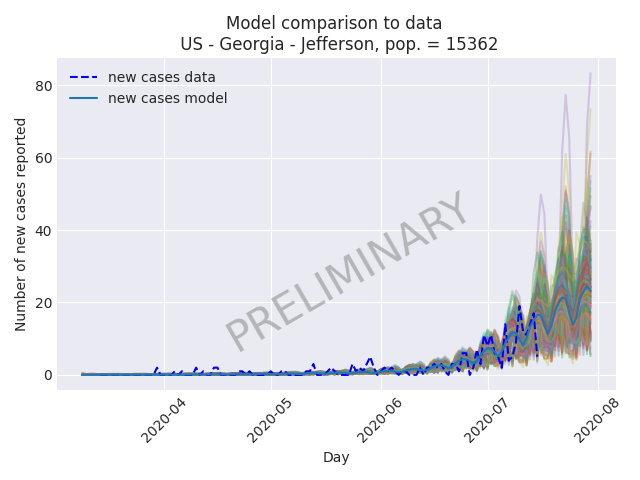 Model comparison to data
US - Georgia - Jefferson, pop. = 15362
new cases data
new cases model
PRELIMINARY
Number of new cases reported
80
60
40
20
0
2020-04
2020-05
2020-06
2020-07
2020-08
Day